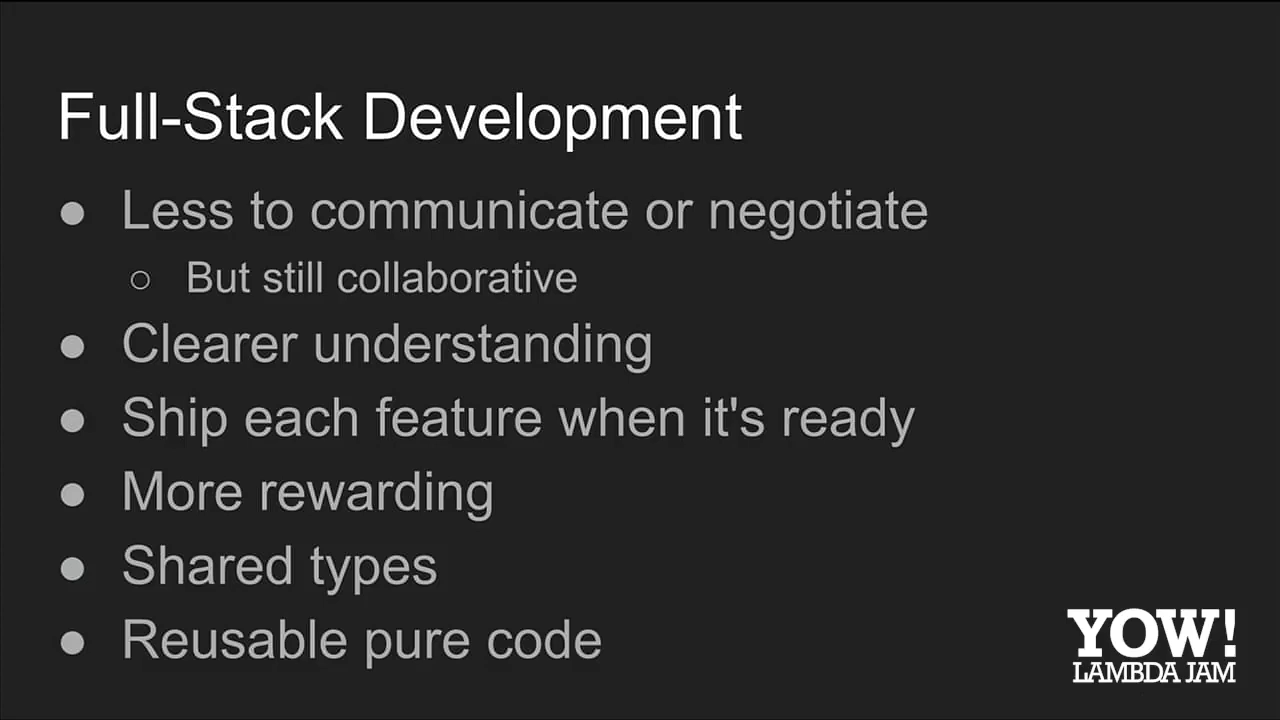 Full-Stack Development
● Less to communicate or negotiate
○ But still collaborative
● Clearer understanding
● Ship each feature when it's ready
● More rewarding
● Shared types
● Reusable pure code
YOW!
LAMBDA JAM